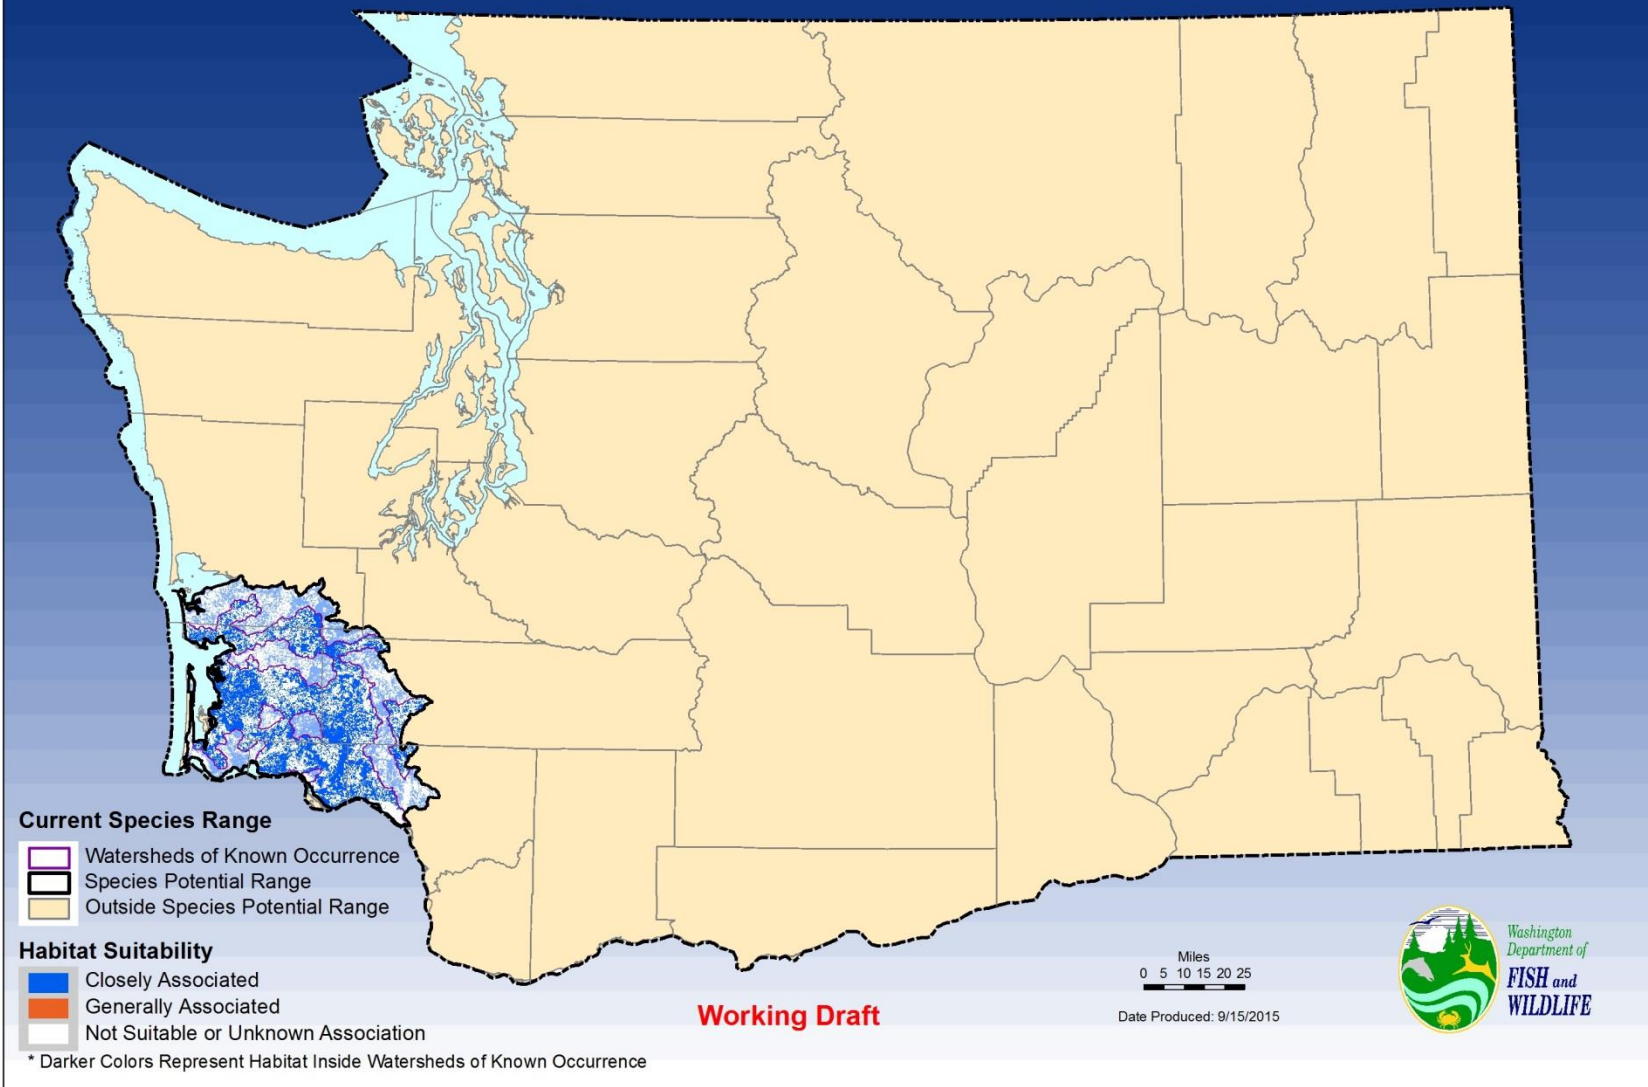 Current Species Range
Watersheds of Known Occurrence
Species Potential Range
Outside Species Potential Range
Habitat Suitability
Closely Associated
Generally Associated
Not Suitable or Unknown Association
* Darker Colors Represent Habitat Inside Watersheds of Known Occurrence
Working Draft
Miles
0 5 10 15 20 25
Date Produced: 9/15/2015
Washington
Department of
FISH and
WILDLIFE